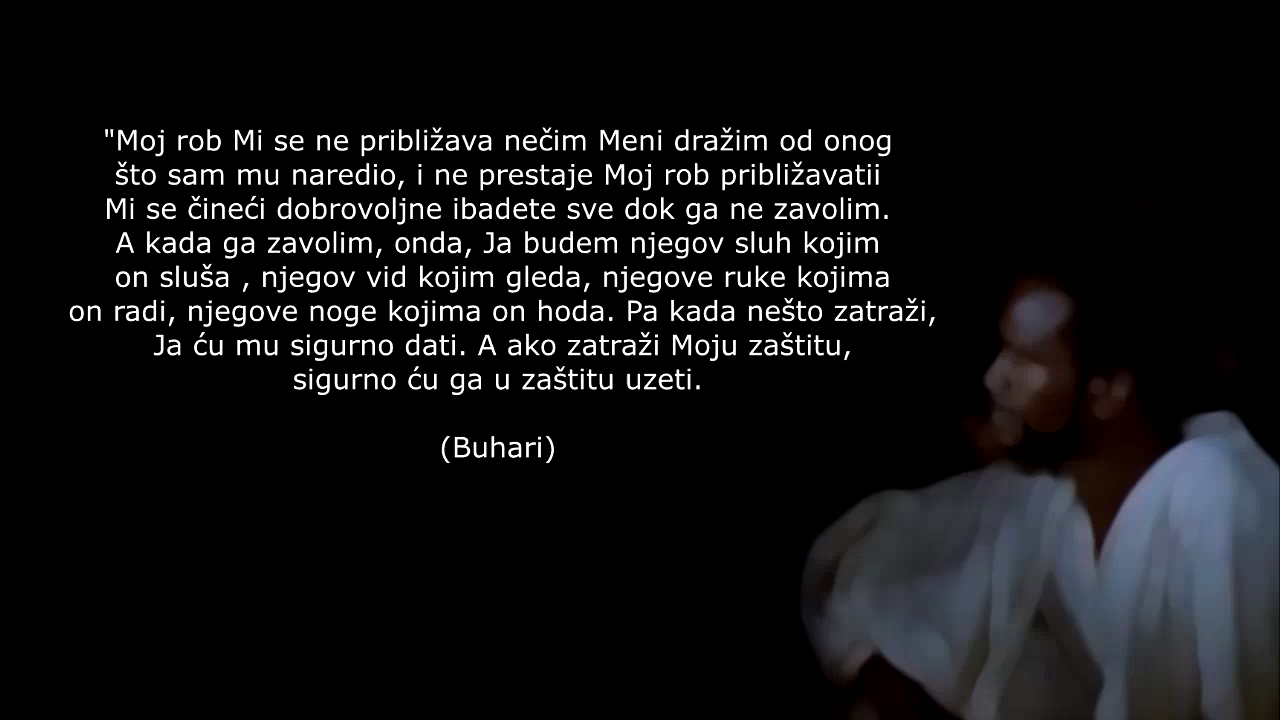 "Moj rob Mi se ne približava nečim Meni dražim od onog
što sam mu naredio, i ne prestaje Moj rob približavatii
Mi se čineći dobrovoljne ibadete sve dok ga ne zavolim.
A kada ga zavolim, onda, Ja budem njegov sluh kojim
on sluša , njegov vid kojim gleda, njegove ruke kojima
on radi, njegove noge kojima on hoda. Pa kada nešto zatraži,
Ja ću mu sigurno dati. A ako zatraži Moju zaštitu,
sigurno ću ga u zaštitu uzeti.
(Buhari)